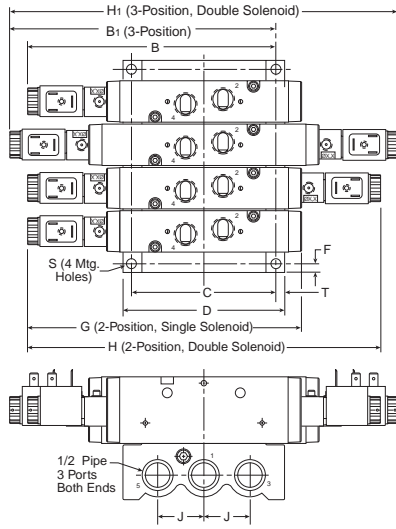 H1 (3-Position, Double Solenoid)
B1 (3-Position)
B
2
4
2
4
2
4
2
4
S (4 Mtg.
Holes)
F
C
T
D
G (2-Position, Single Solenoid)
H (2-Position, Double Solenoid)
1/2 Pipe
3 Ports
Both Ends
1
5
3
J
J